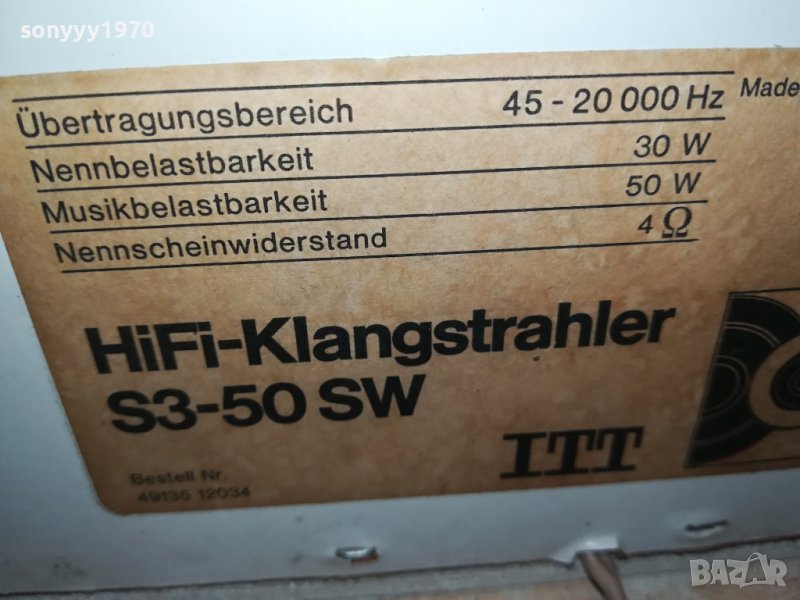 sonyyy1970
Übertragungsbereich 45 - 20 000 Hz Made
Nennbelastbarkeit 30 W
Musikbelastbarkeit 50 W
Nennscheinwiderstand 4 Ω
HiFi-Klangstrahler
S3-50 SW
ITT
Bestell Nr.
49135 12034
BAZAR